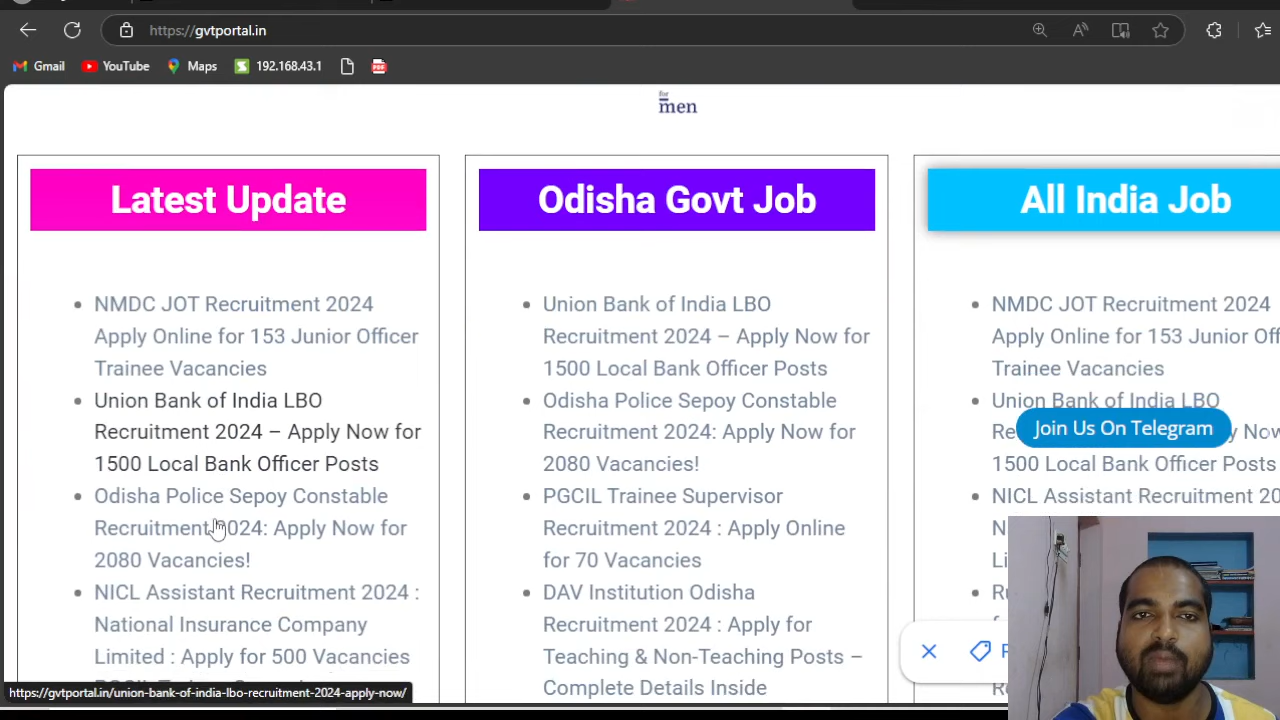 https://gvtportal.in
Gmail
YouTube
Maps
192.168.43.1
for
men
Latest Update
NMDC JOT Recruitment 2024
Apply Online for 153 Junior Officer
Trainee Vacancies
Union Bank of India LBO
Recruitment 2024 – Apply Now for
1500 Local Bank Officer Posts
Odisha Police Sepoy Constable
Recruitment 2024: Apply Now for
2080 Vacancies!
NICL Assistant Recruitment 2024 :
National Insurance Company
Limited : Apply for 500 Vacancies
https://gvtportal.in/union-bank-of-india-lbo-recruitment-2024-apply-now/
Odisha Govt Job
Union Bank of India LBO
Recruitment 2024 – Apply Now for
1500 Local Bank Officer Posts
Odisha Police Sepoy Constable
Recruitment 2024: Apply Now for
2080 Vacancies!
PGCIL Trainee Supervisor
Recruitment 2024 : Apply Online
for 70 Vacancies
DAV Institution Odisha
Recruitment 2024 : Apply for
Teaching & Non-Teaching Posts –
Complete Details Inside
All India Job
NMDC JOT Recruitment 2024
Apply Online for 153 Junior
Trainee Vacancies
Union Bank of India LBO
Join Us On Telegram
1500 Local Bank Officer Posts
NICL Assistant Recruitment